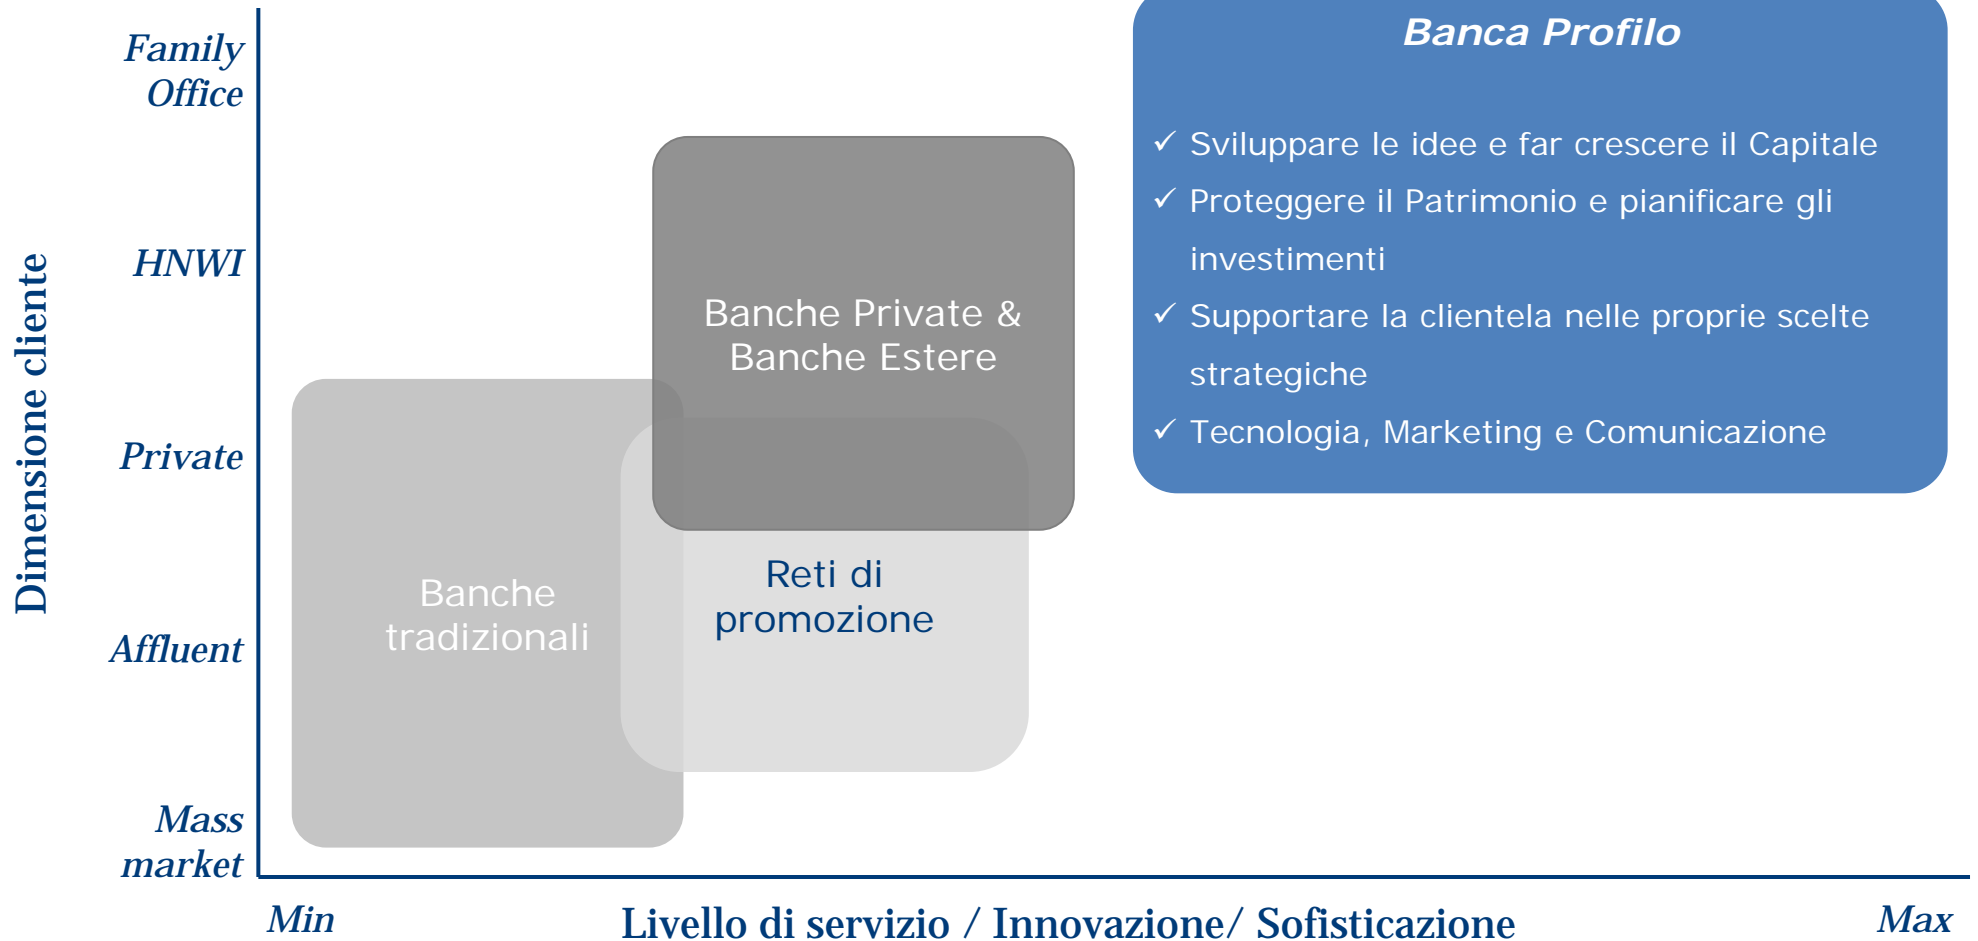 Dimensione cliente
Family
Office
HNWI
Private
Affluent
Mass
market
Banche Private &
Banche Estere
Banche
tradizionali
Reti di
promozione
Banca Profilo
✓ Sviluppare le idee e far crescere il Capitale
✓ Proteggere il Patrimonio e pianificare gli
investimenti
✓ Supportare la clientela nelle proprie scelte
strategiche
✓ Tecnologia, Marketing e Comunicazione
Min
Livello di servizio / Innovazione/ Sofisticazione
Max